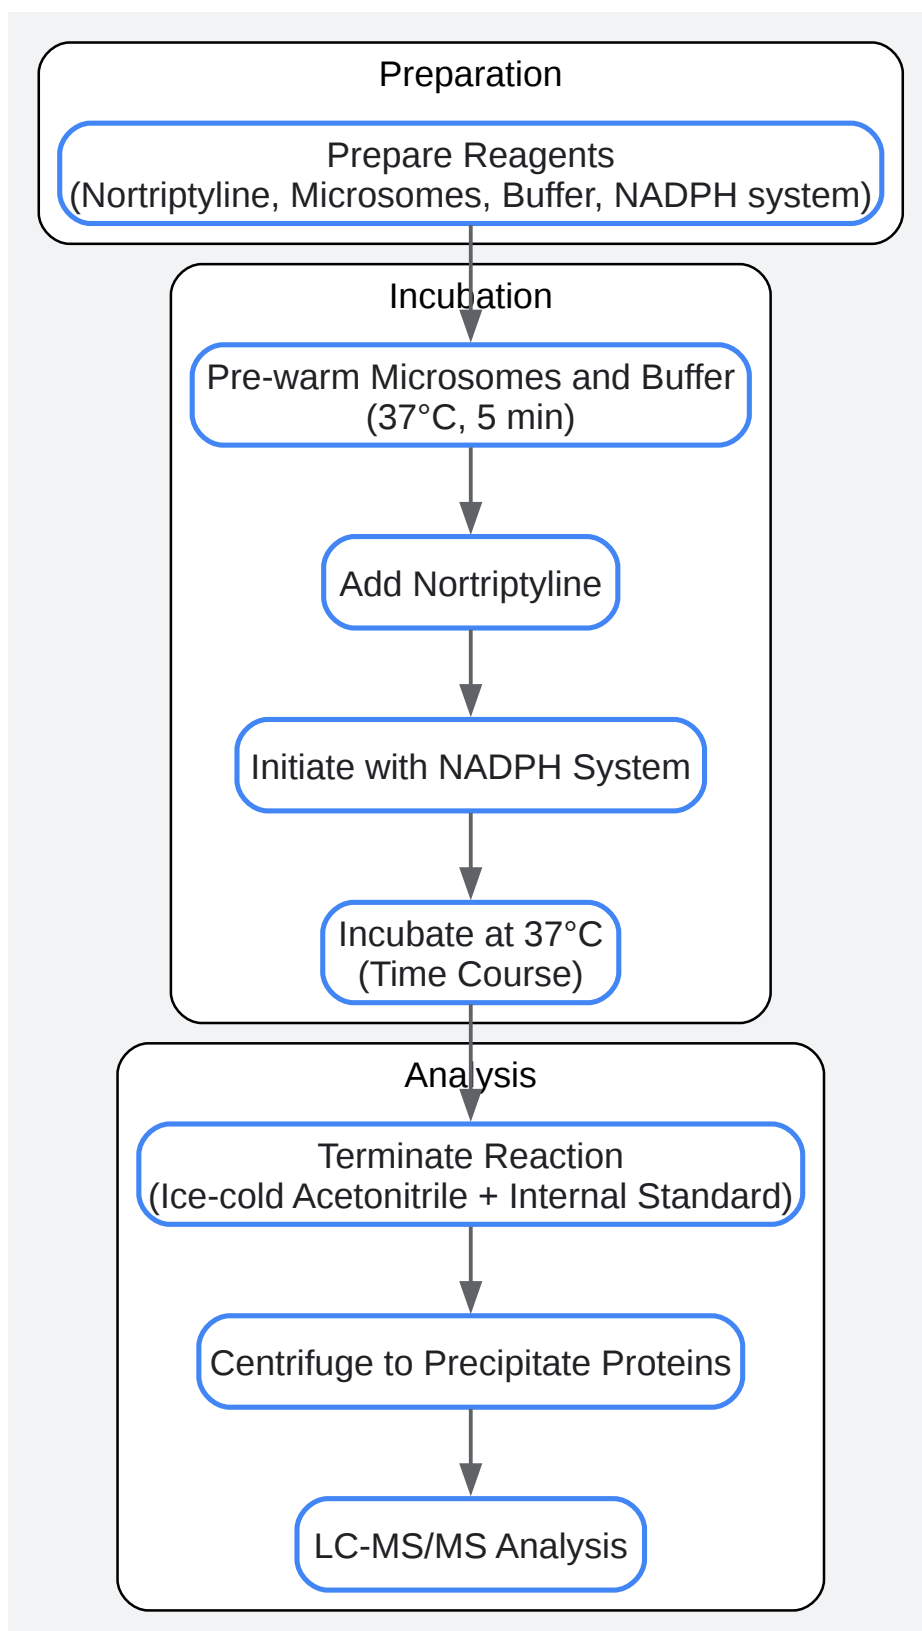 Preparation
Prepare Reagents
(Nortriptyline, Microsomes, Buffer, NADPH system)
Incubation
Pre-warm Microsomes and Buffer
(37°C, 5 min)
Add Nortriptyline
Initiate with NADPH System
Incubate at 37°C
(Time Course)
Analysis
Terminate Reaction
(Ice-cold Acetonitrile + Internal Standard)
Centrifuge to Precipitate Proteins
LC-MS/MS Analysis